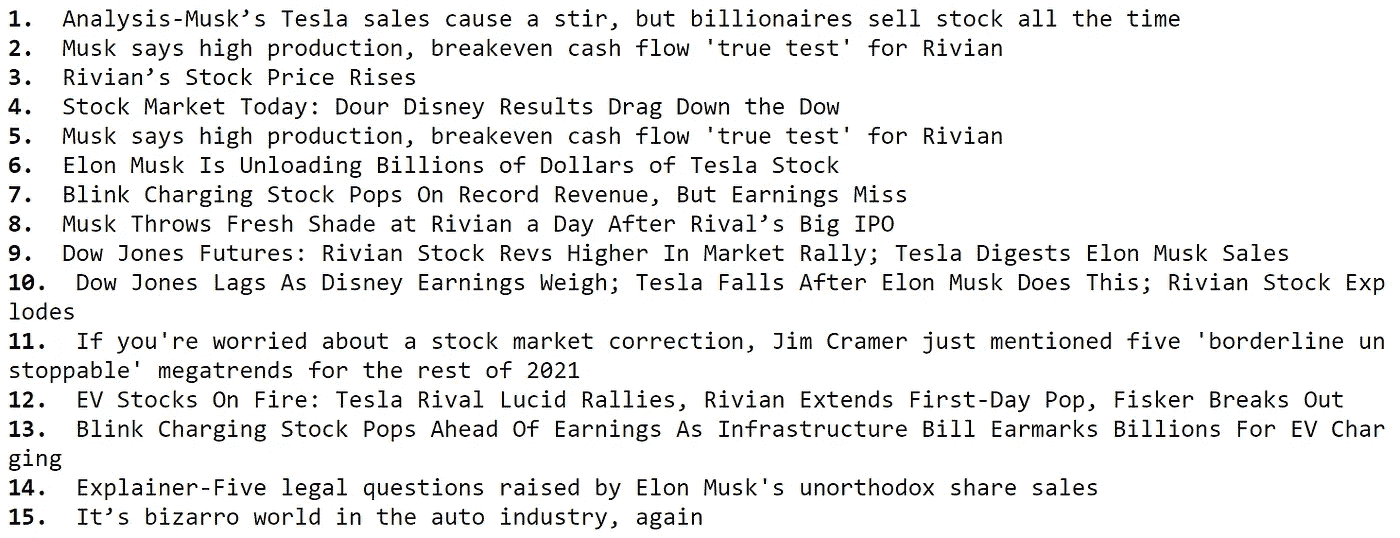 1.  Analysis-Musk’s Tesla sales cause a stir, but billionaires sell stock all the time
2.  Musk says high production, breakeven cash flow 'true test' for Rivian
3.  Rivian’s Stock Price Rises
4.  Stock Market Today: Dour Disney Results Drag Down the Dow
5.  Musk says high production, breakeven cash flow 'true test' for Rivian
6.  Elon Musk Is Unloading Billions of Dollars of Tesla Stock
7.  Blink Charging Stock Pops On Record Revenue, But Earnings Miss
8.  Musk Throws Fresh Shade at Rivian a Day After Rival’s Big IPO
9.  Dow Jones Futures: Rivian Stock Revs Higher In Market Rally; Tesla Digests Elon Musk Sales
10.  Dow Jones Lags As Disney Earnings Weigh; Tesla Falls After Elon Musk Does This; Rivian Stock Exp
lodes
11.  If you're worried about a stock market correction, Jim Cramer just mentioned five 'borderline un
stoppable' megatrends for the rest of 2021
12.  EV Stocks On Fire: Tesla Rival Lucid Rallies, Rivian Extends First-Day Pop, Fisker Breaks Out
13.  Blink Charging Stock Pops Ahead Of Earnings As Infrastructure Bill Earmarks Billions For EV Char
ging
14.  Explainer-Five legal questions raised by Elon Musk's unorthodox share sales
15.  It’s bizarro world in the auto industry, again